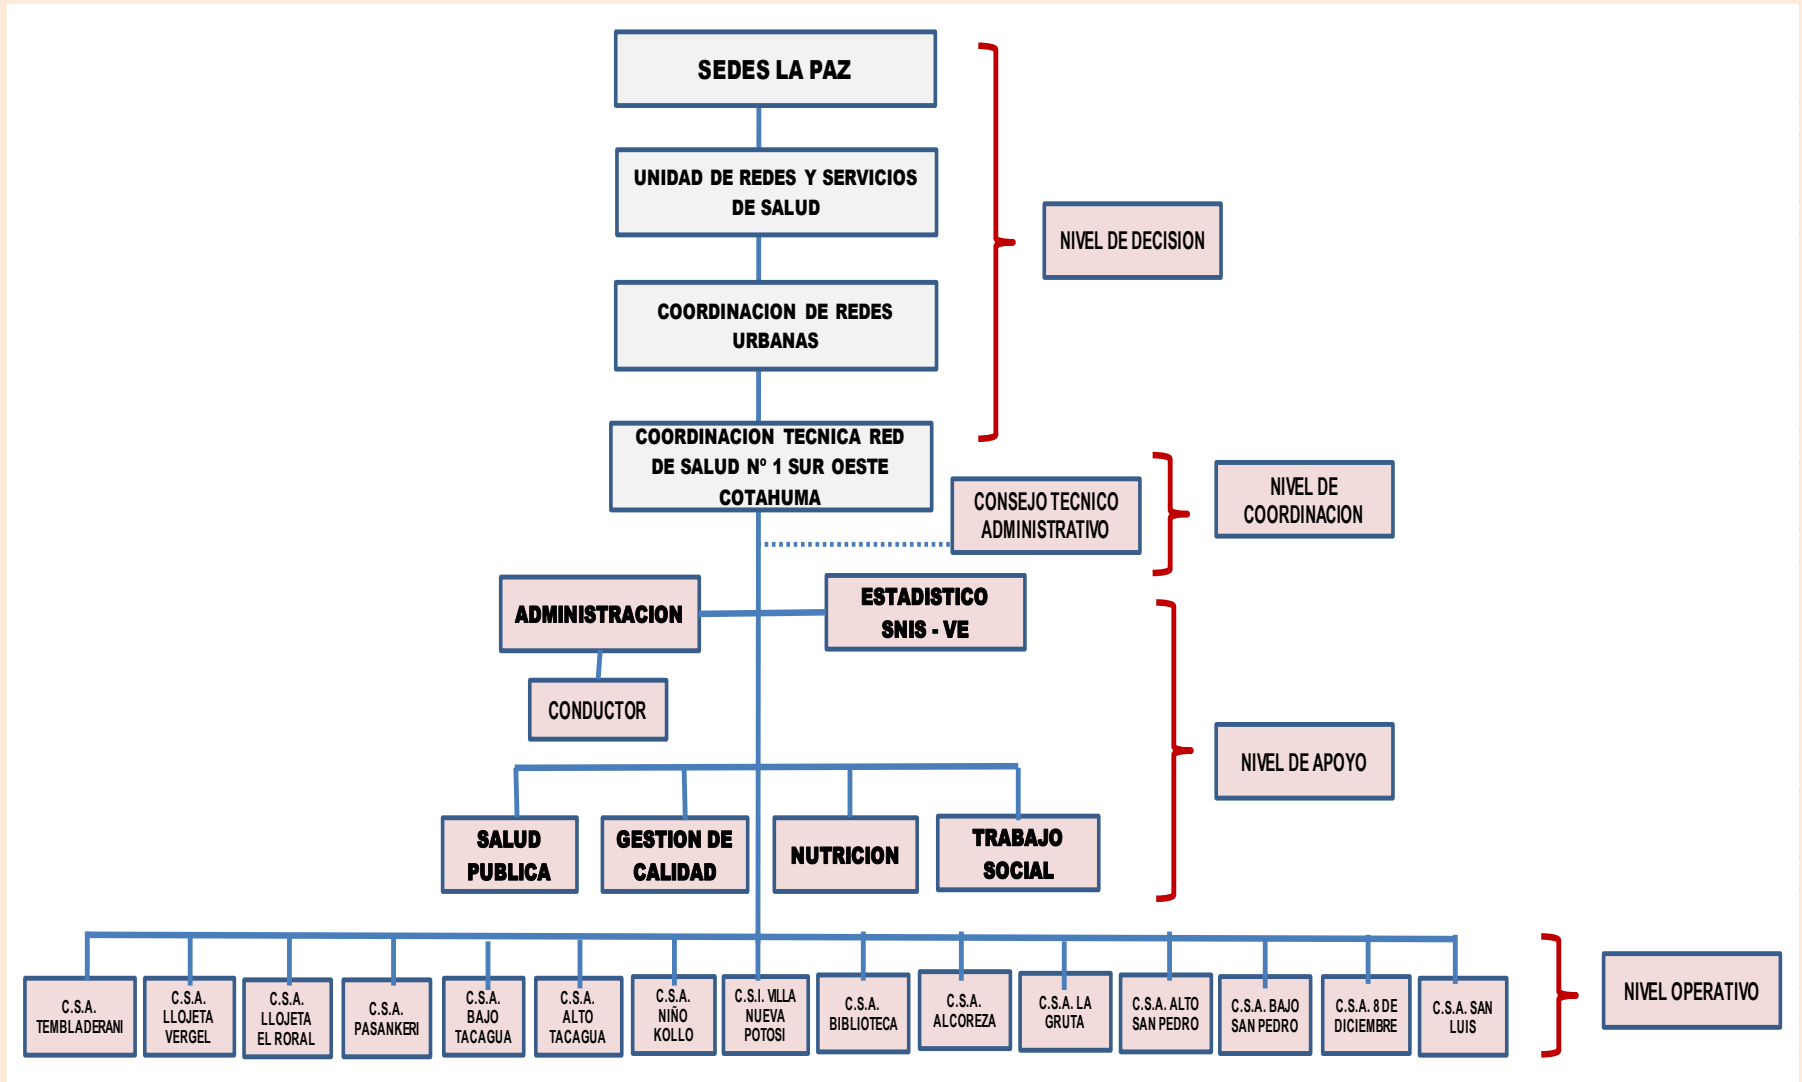 SEDES LA PAZ
UNIDAD DE REDES Y SERVICIOS
DE SALUD
NIVEL DE DECISION
COORDINACION DE REDES
URBANAS
COORDINACION TECNICA RED
DE SALUD Nº 1 SUR OESTE
COTAHUMA
CONSEJO TECNICO
ADMINISTRATIVO
NIVEL DE
COORDINACION
ADMINISTRACION
ESTADISTICO
SNIS - VE
CONDUCTOR
NIVEL DE APOYO
SALUD
PUBLICA
GESTION DE
CALIDAD
NUTRICION
TRABAJO
SOCIAL
C.S.A.
TEMBLADERANI
C.S.A.
LLOJETA
VERGEL
C.S.A.
LLOJETA
EL RORAL
C.S.A.
PASANKERI
C.S.A.
BAJO
TACAGUA
C.S.A.
ALTO
TACAGUA
C.S.A.
NIÑO
KOLLO
C.S.I. VILLA
NUEVA
POTOSI
C.S.A.
BIBLIOTECA
C.S.A.
ALCOREZA
C.S.A. LA
GRUTA
C.S.A. ALTO
SAN PEDRO
C.S.A. BAJO
SAN PEDRO
C.S.A. 8 DE
DICIEMBRE
C.S.A. SAN
LUIS
NIVEL OPERATIVO